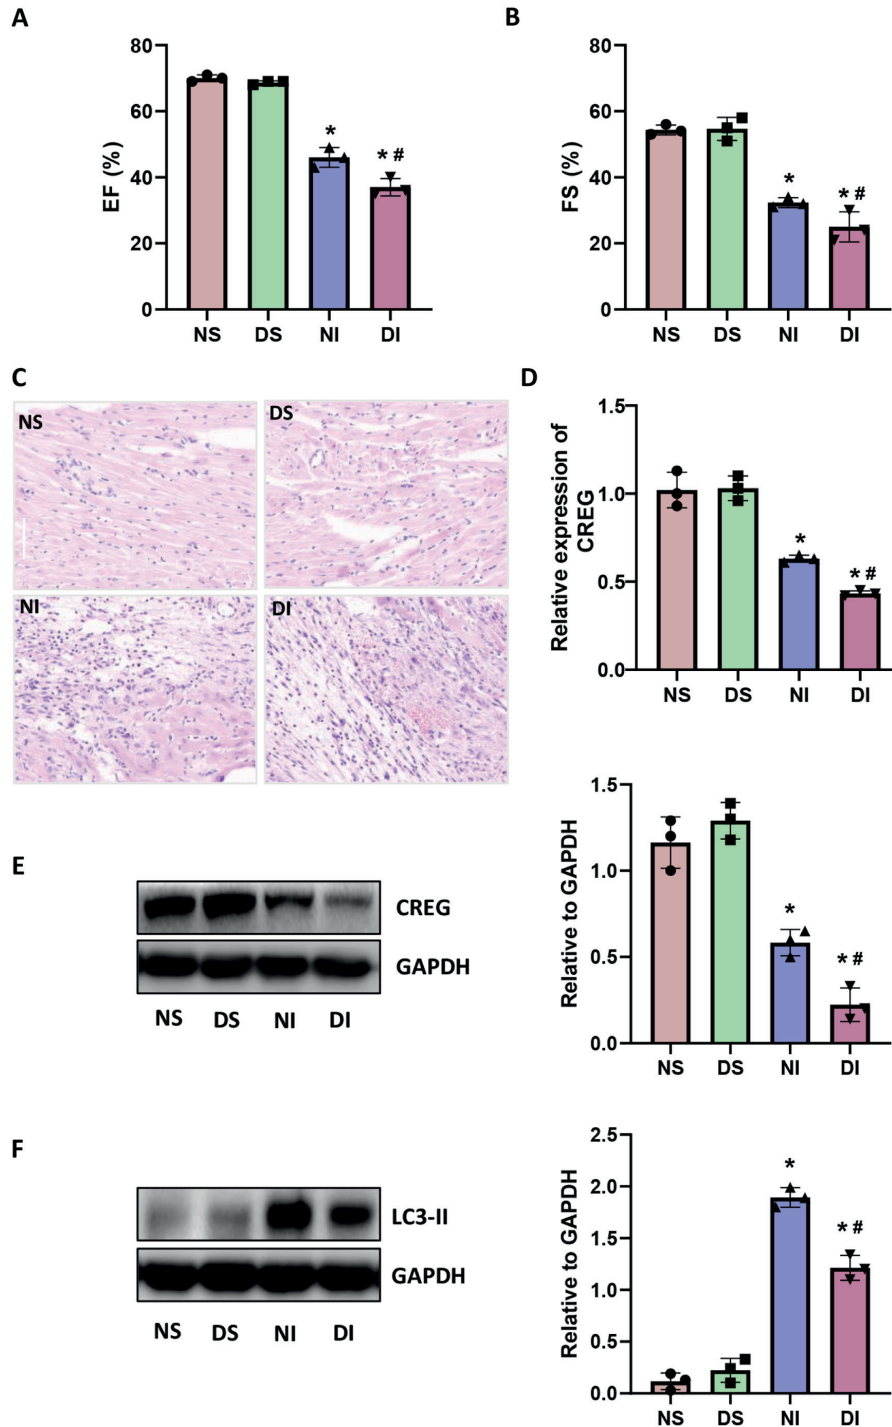 A
EF (%)
80
60
40
20
0
*
* #
NS DS NI DI
B
FS (%)
80
60
40
20
0
*
* #
NS DS NI DI
C
NS
DS
NI
DI
D
Relative expression of
CREG
1.5
1.0
0.5
0.0
*
* #
NS DS NI DI
E
CREG
GAPDH
NS DS NI DI
Relative to GAPDH
1.5
1.0
0.5
0.0
*
* #
NS DS NI DI
F
LC3-II
GAPDH
NS DS NI DI
Relative to GAPDH
2.5
2.0
1.5
1.0
0.5
0.0
*
* #
NS DS NI DI